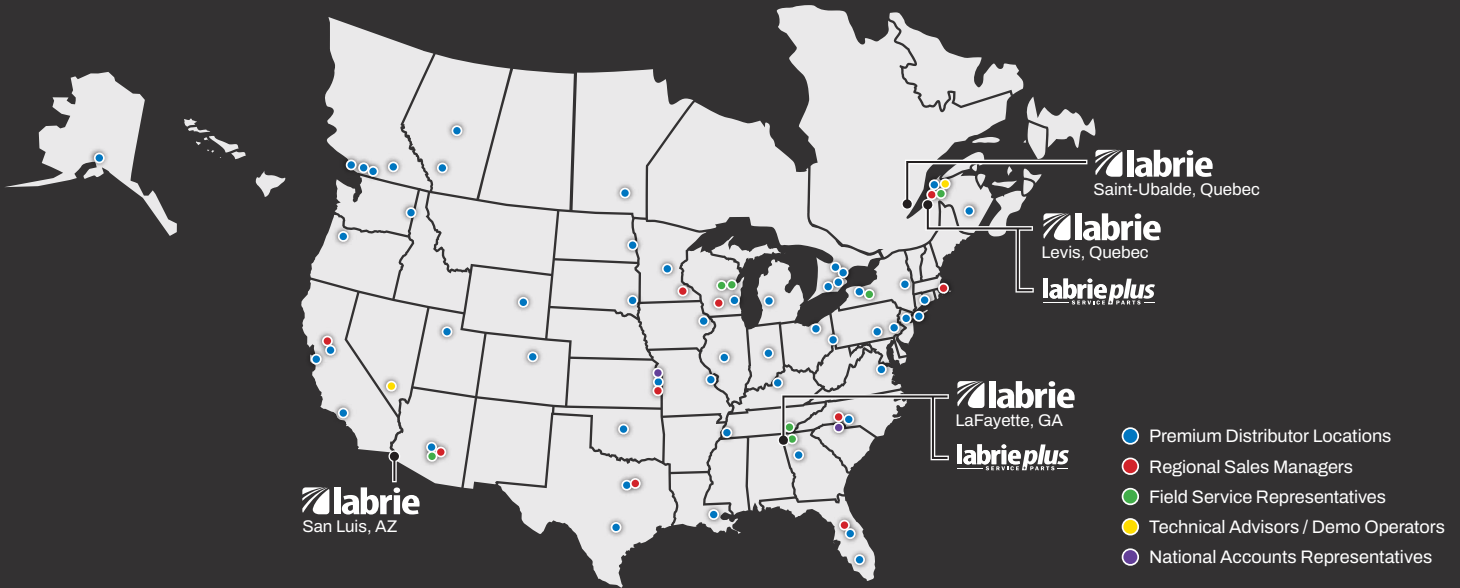 labrie
Saint-Ubalde, Quebec
labrie
Levis, Quebec
labrieplus
SERVICE & PARTS
labrie
LaFayette, GA
labrieplus
SERVICE & PARTS
labrie
San Luis, AZ
Premium Distributor Locations
Regional Sales Managers
Field Service Representatives
Technical Advisors / Demo Operators
National Accounts Representatives